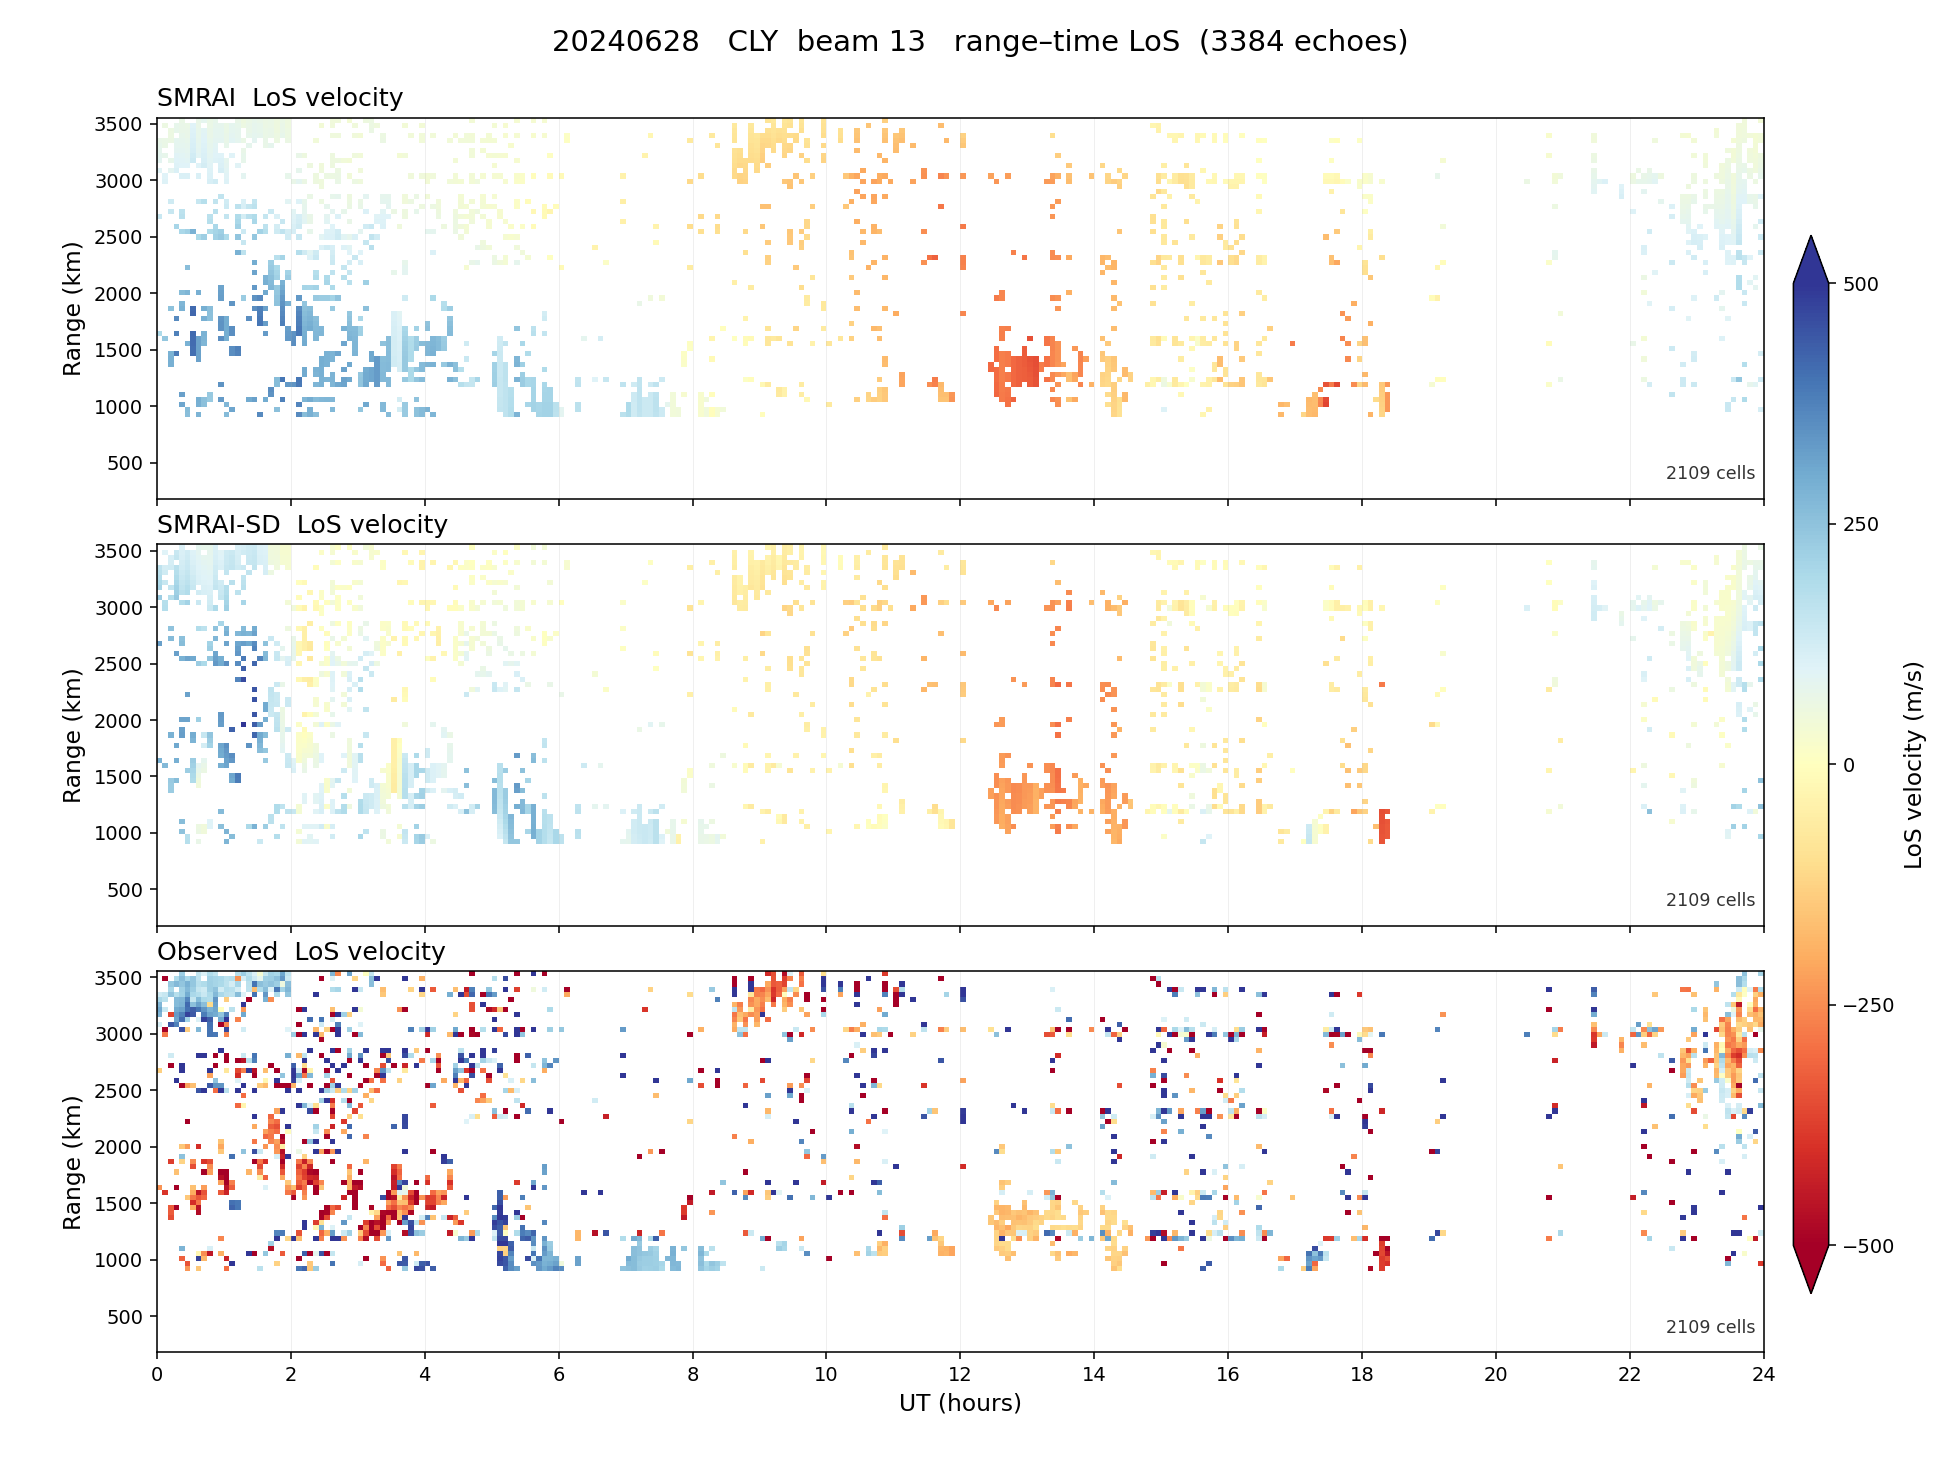 20240628   CLY  beam 13   range–time LoS  (3384 echoes)
SMRAI  LoS velocity
3500
3000
2500
2000
1500
1000
500
Range (km)
2109 cells
SMRAI-SD  LoS velocity
3500
3000
2500
2000
1500
1000
500
Range (km)
2109 cells
Observed  LoS velocity
3500
3000
2500
2000
1500
1000
500
Range (km)
2109 cells
0 2 4 6 8 10 12 14 16 18 20 22 24
UT (hours)
500
250
0
−250
−500
LoS velocity (m/s)